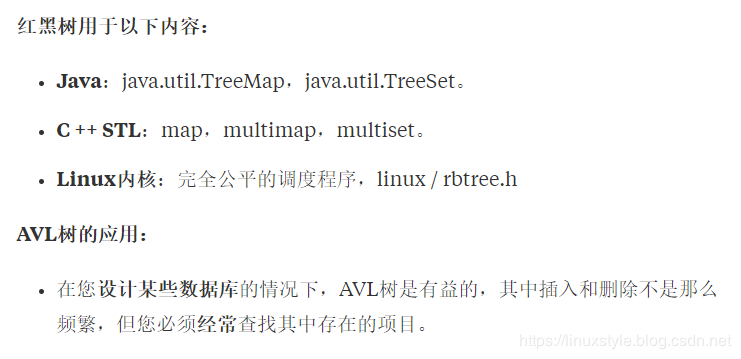 红黑树用于以下内容：
• Java：java.util.TreeMap，java.util.TreeSet。
• C ++ STL：map，multimap，multiset。
• Linux内核：完全公平的调度程序，linux / rbtree.h
AVL树的应用：
• 在您设计某些数据库的情况下，AVL树是有益的，其中插入和删除不是那么
频繁，但您必须经常查找其中存在的项目。
https://linuxstyle.blog.csdn.net